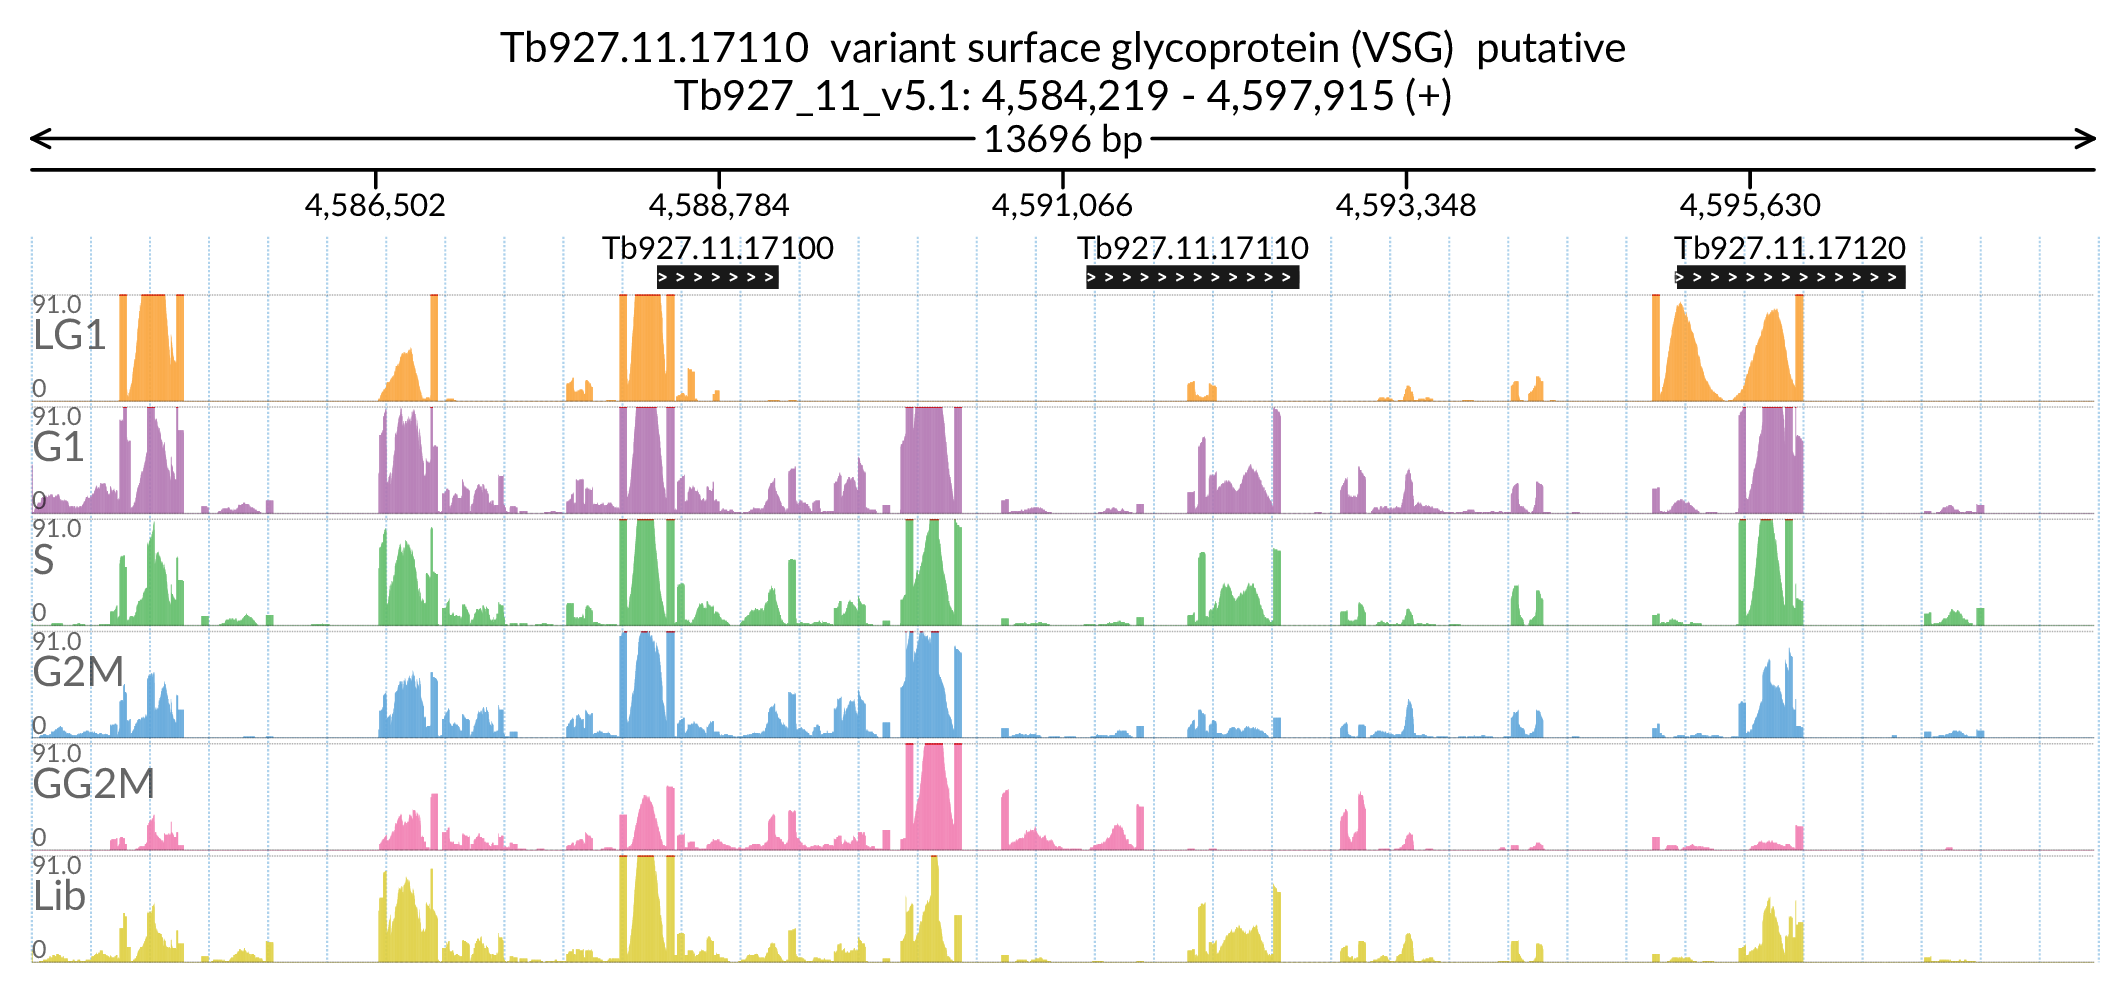 Tb927.11.17110 variant surface glycoprotein (VSG) putative
Tb927_11_v5.1: 4,584,219 - 4,597,915 (+)
13696 bp
4,586,502 4,588,784 4,591,066 4,593,348 4,595,630
Tb927.11.17100 Tb927.11.17110 Tb927.11.17120
91.0
LG1
0
91.0
G1
0
91.0
S
0
91.0
G2M
0
91.0
GG2M
0
91.0
Lib
0